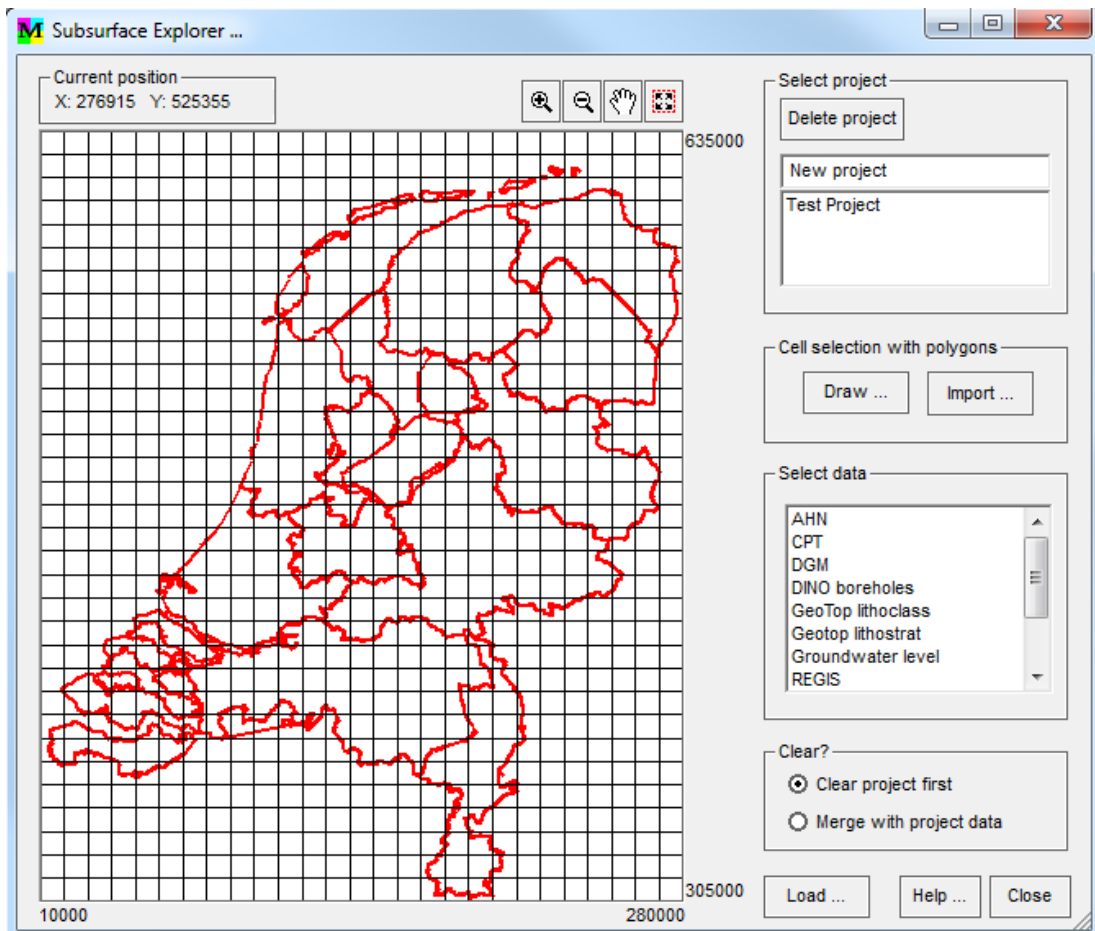 M Subsurface Explorer ...
Current position
X: 276915 Y: 525355
635000
305000
10000
280000
Select project
Delete project
New project
Test Project
Cell selection with polygons
Draw ...
Import ...
Select data
AHN
CPT
DGM
DINO boreholes
GeoTop lithoclass
Geotop lithostrat
Groundwater level
REGIS
Clear?
Clear project first
Merge with project data
Load ...
Help ...
Close